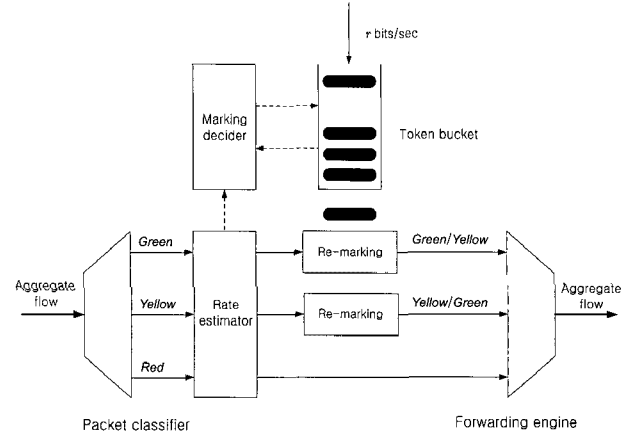 r bits/sec
Marking
decider
Token bucket
Green
Re-marking
Green/Yellow
Aggregate
flow
Yellow
Rate
estimator
Re-marking
Yellow/Green
Aggregate
flow
Red
Packet classifier
Forwarding engine